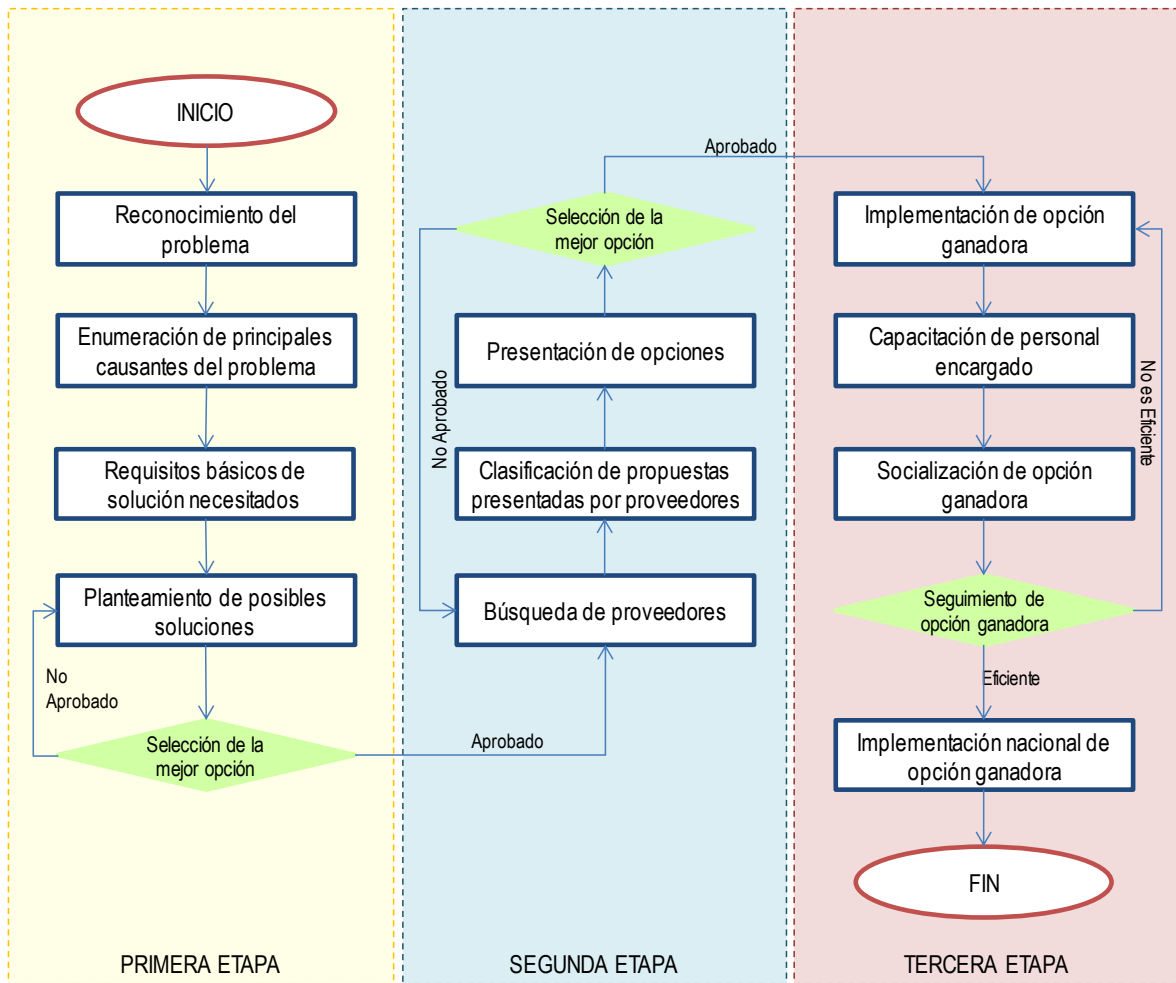 INICIO
Reconocimiento del
problema
Enumeración de principales
causantes del problema
Requisitos básicos de
solución necesitados
Planteamiento de posibles
soluciones
No
Aprobado
Selección de la
mejor opción
Aprobado
PRIMERA ETAPA
Aprobado
Selección de la
mejor opción
Presentación de opciones
No Aprobado
Clasificación de propuestas
presentadas por proveedores
Búsqueda de proveedores
SEGUNDA ETAPA
Implementación de opción
ganadora
Capacitación de personal
encargado
No es Eficiente
Socialización de opción
ganadora
Seguimiento de
opción ganadora
Eficiente
Implementación nacional de
opción ganadora
FIN
TERCERA ETAPA